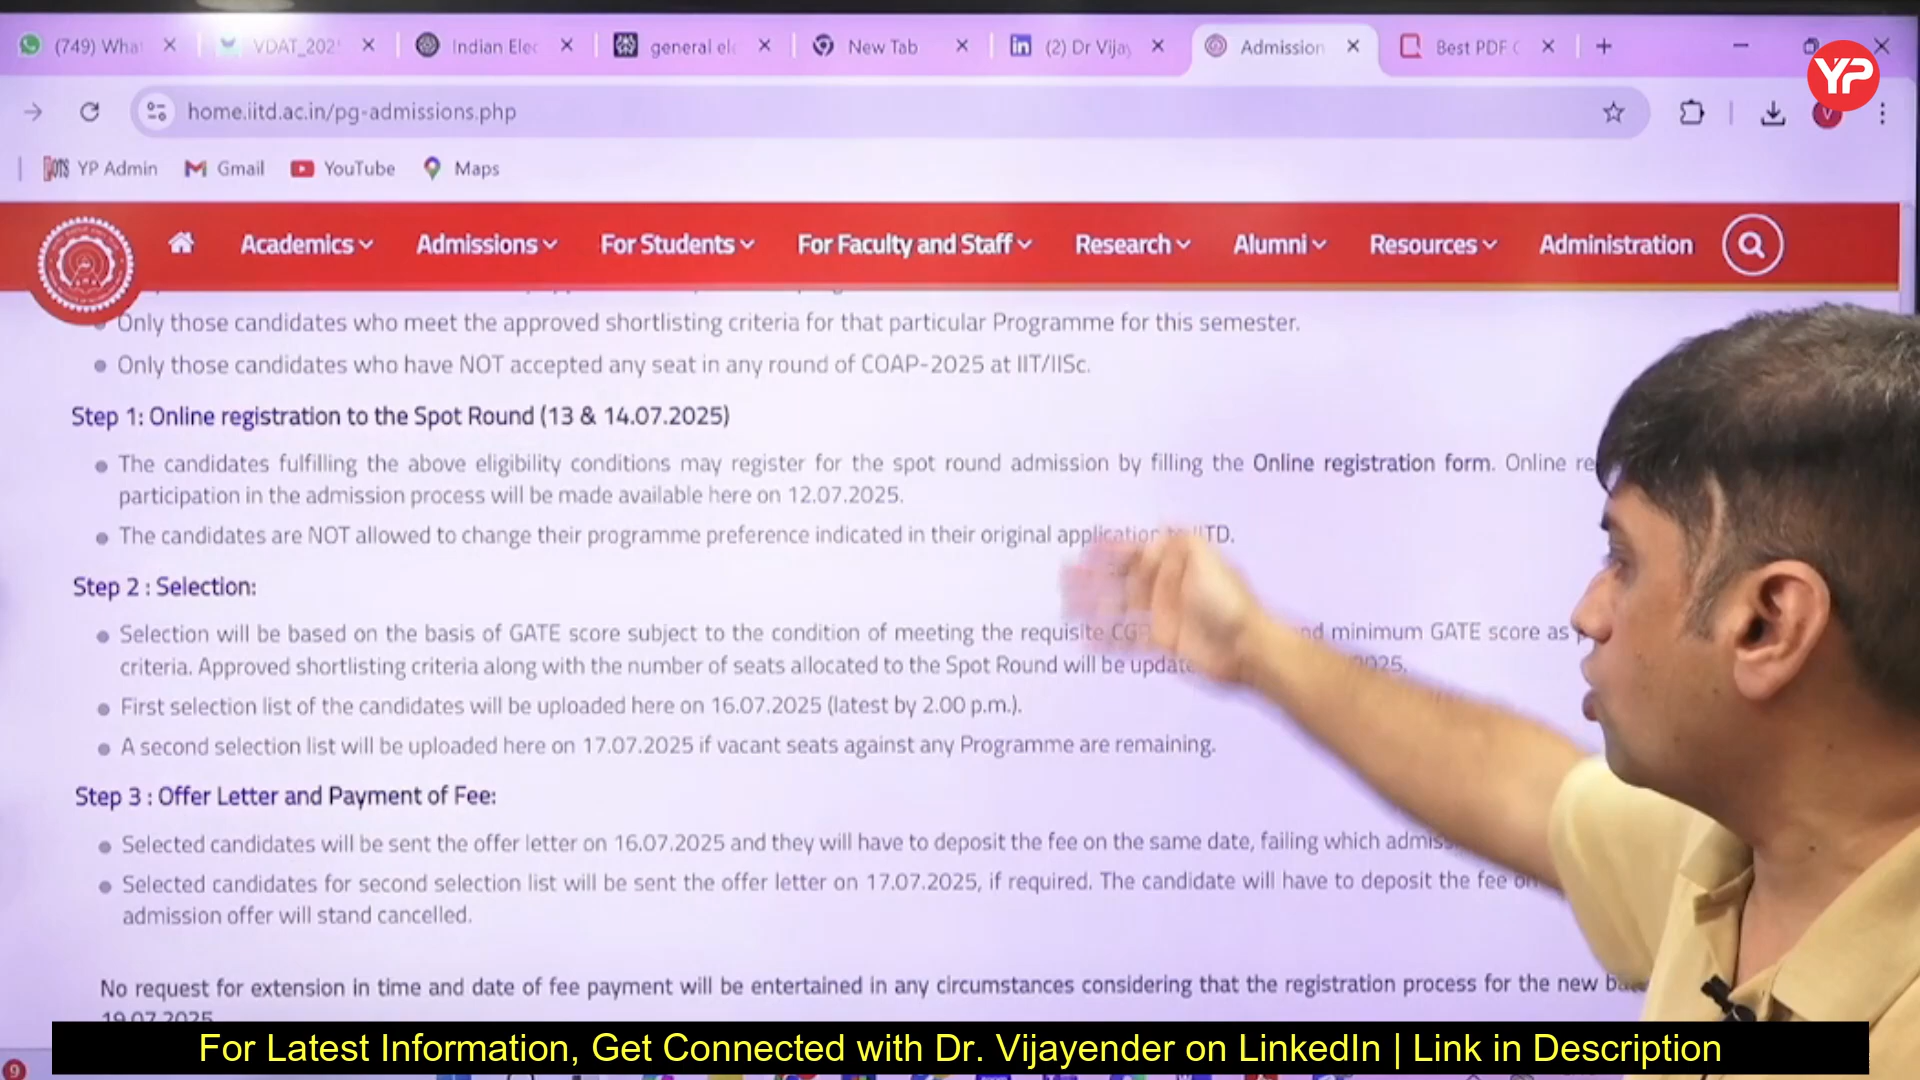 (749) Wha
VDAT_202
Indian Elec
general ele
New Tab
(2) Dr Vijay
Admission
Best PDF C
YP
home.iitd.ac.in/pg-admissions.php
V
YP Admin
Gmail
YouTube
Maps
Academics
Admissions
For Students
For Faculty and Staff
Research
Alumni
Resources
Administration
Only those candidates who meet the approved shortlisting criteria for that particular Programme for this semester.
Only those candidates who have NOT accepted any seat in any round of COAP-2025 at IIT/IISc.
Step 1: Online registration to the Spot Round (13 & 14.07.2025)
The candidates fulfilling the above eligibility conditions may register for the spot round admission by filling the Online registration form. Online re
participation in the admission process will be made available here on 12.07.2025.
The candidates are NOT allowed to change their programme preference indicated in their original application IITD.
Step 2 : Selection:
Selection will be based on the basis of GATE score subject to the condition of meeting the requisite minimum GATE score as
criteria. Approved shortlisting criteria along with the number of seats allocated to the Spot Round will be update
First selection list of the candidates will be uploaded here on 16.07.2025 (latest by 2.00 p.m.).
A second selection list will be uploaded here on 17.07.2025 if vacant seats against any Programme are remaining.
Step 3 : Offer Letter and Payment of Fee:
Selected candidates will be sent the offer letter on 16.07.2025 and they will have to deposit the fee on the same date, failing which admis
Selected candidates for second selection list will be sent the offer letter on 17.07.2025, if required. The candidate will have to deposit the fee on
admission offer will stand cancelled.
No request for extension in time and date of fee payment will be entertained in any circumstances considering that the registration process for the new
19.07.2025
For Latest Information, Get Connected with Dr. Vijayender on LinkedIn | Link in Description
9